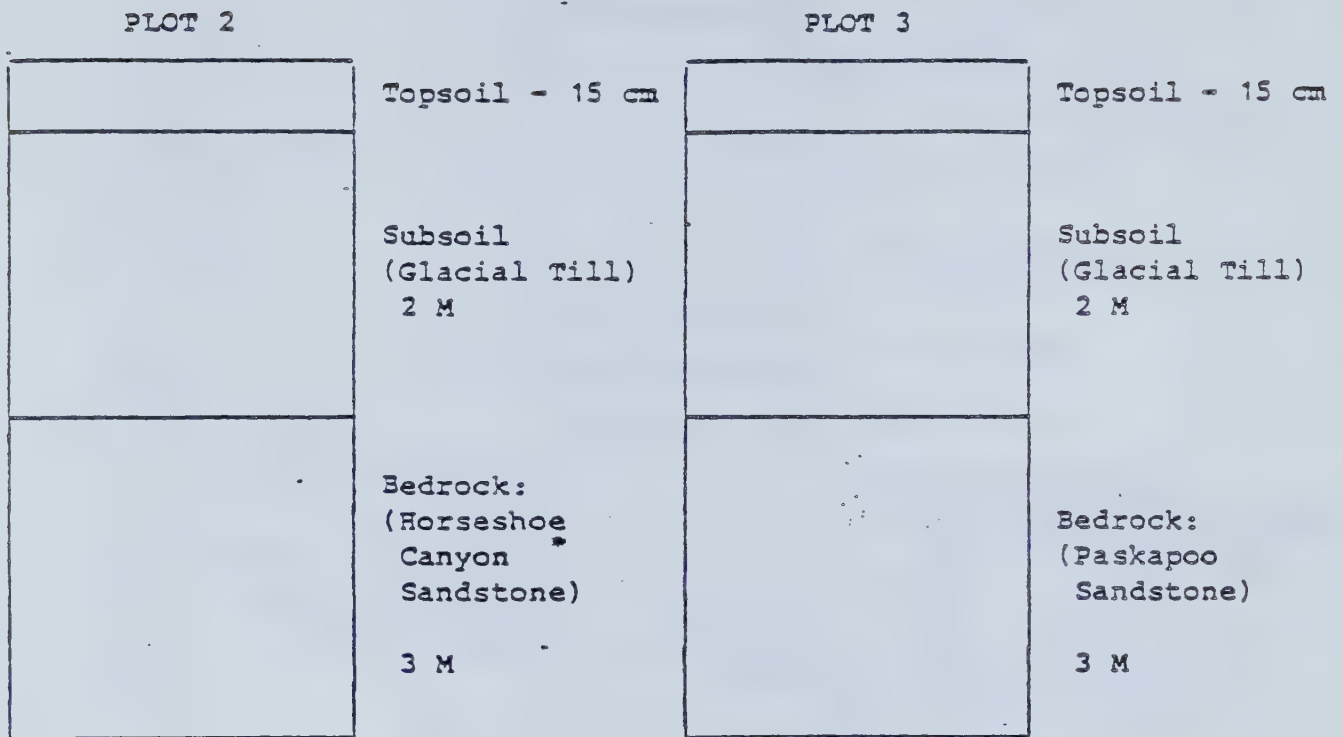 PLOT 2
Topsoil - 15 cm
Subsoil
(Glacial Till)
2 M
Bedrock:
(Horseshoe
Canyon
Sandstone)
3 M
PLOT 3
Topsoil - 15 cm
Subsoil
(Glacial Till)
2 M
Bedrock:
(Paskapoo
Sandstone)
3 M